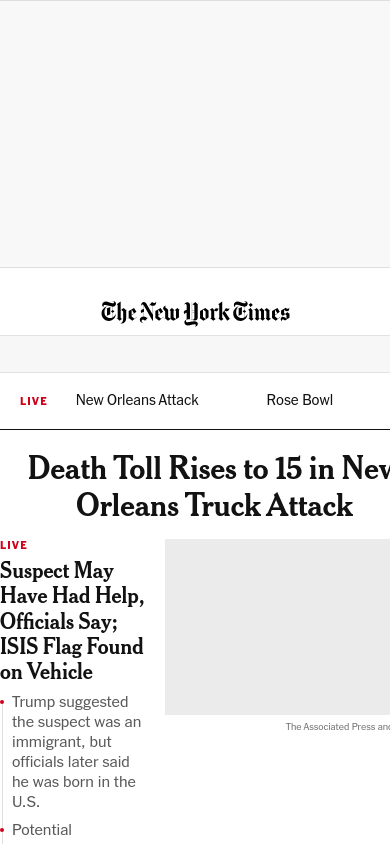 The New York Times
LIVE New Orleans Attack Rose Bowl
Death Toll Rises to 15 in New
Orleans Truck Attack
LIVE
Suspect May
Have Had Help,
Officials Say;
ISIS Flag Found
on Vehicle
Trump suggested
the suspect was an
immigrant, but
officials later said
he was born in the
U.S.
Potential
The Associated Press and